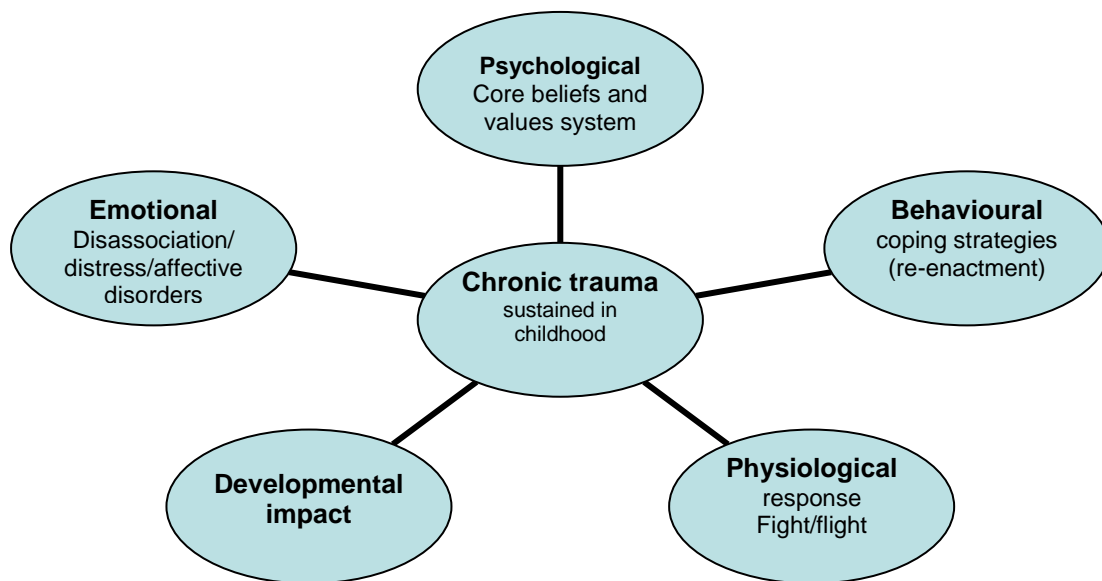 Psychological
Core beliefs and
values system
Emotional
Disassociation/
distress/affective
disorders
Behavioural
coping strategies
(re-enactment)
Chronic trauma
sustained in
childhood
Developmental
impact
Physiological
response
Fight/flight